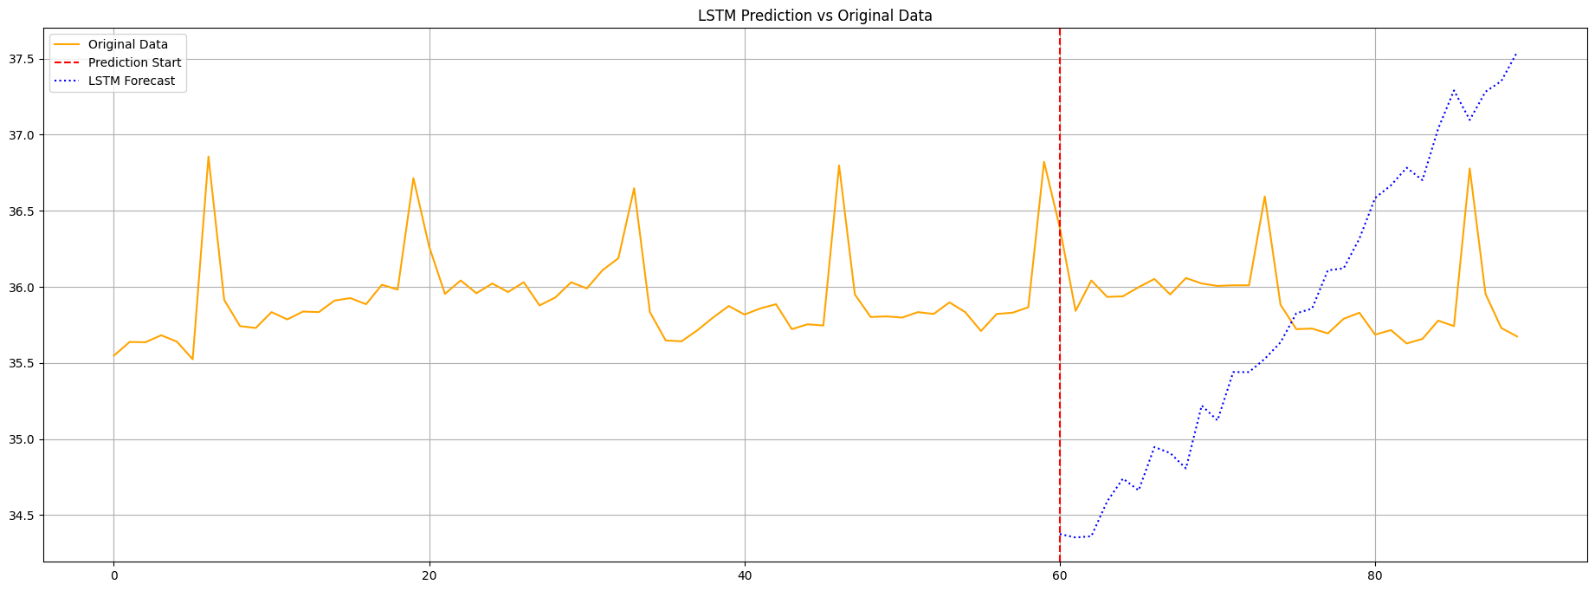 LSTM Prediction vs Original Data
Original Data
Prediction Start
LSTM Forecast
37.5
37.0
36.5
36.0
35.5
35.0
34.5
0 20 40 60 80